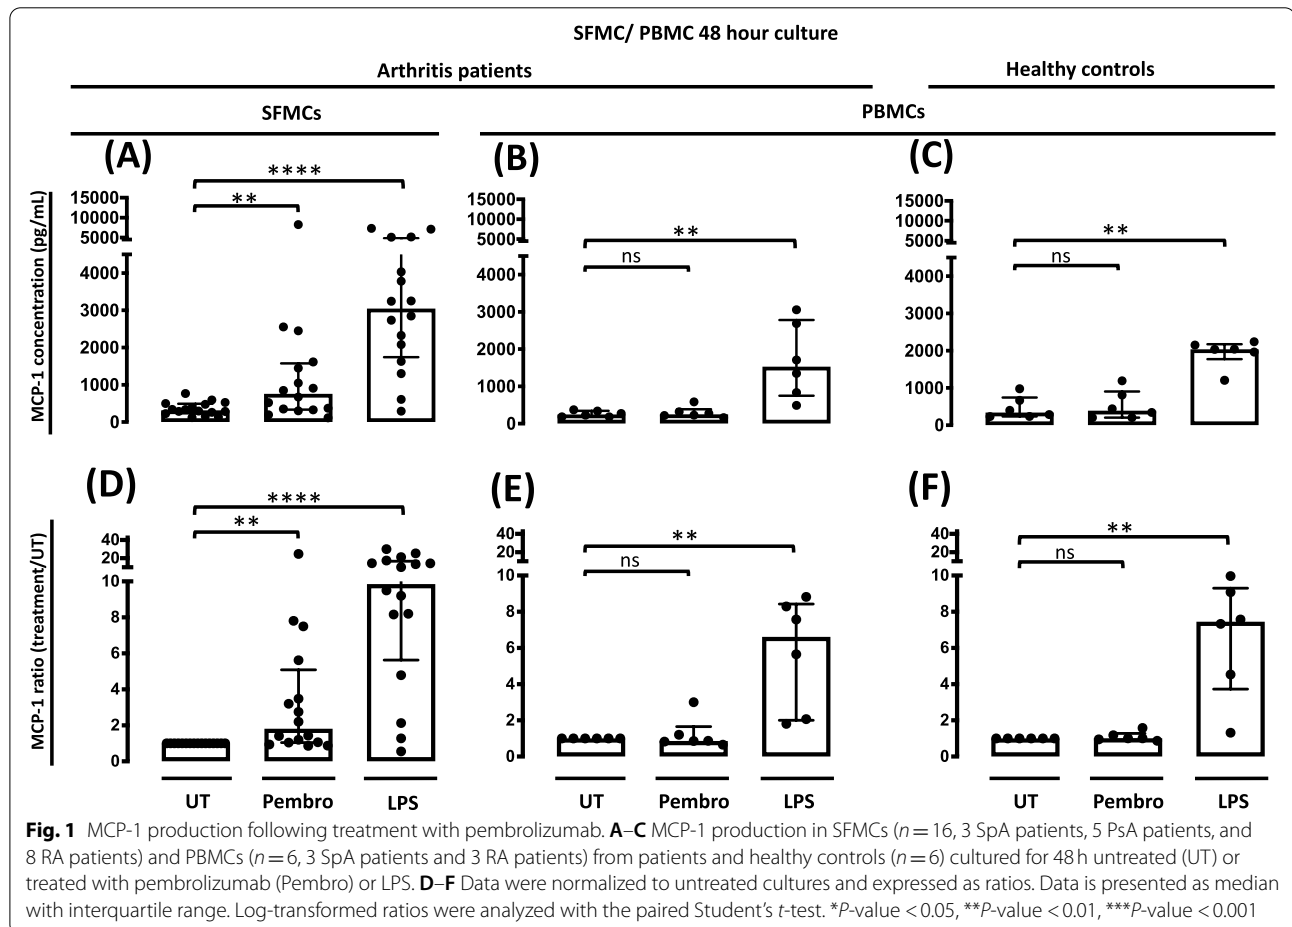 SFMC/ PBMC 48 hour culture
Arthritis patients
Healthy controls
SFMCs
PBMCs
(A)
(B)
(C)
MCP-1 concentration (pg/mL)
15000
10000
5000
4000
3000
2000
1000
0
****
**
15000
10000
5000
4000
3000
2000
1000
0
**
ns
15000
10000
5000
4000
3000
2000
1000
0
**
ns
(D)
(E)
(F)
MCP-1 ratio (treatment/UT)
40
20
10
8
6
4
2
0
****
**
40
20
10
8
6
4
2
0
**
ns
40
20
10
8
6
4
2
0
**
ns
UT Pembro LPS
UT Pembro LPS
UT Pembro LPS
Fig. 1 MCP-1 production following treatment with pembrolizumab. A–C MCP-1 production in SFMCs (n = 16, 3 SpA patients, 5 PsA patients, and
8 RA patients) and PBMCs (n = 6, 3 SpA patients and 3 RA patients) from patients and healthy controls (n = 6) cultured for 48 h untreated (UT) or
treated with pembrolizumab (Pembro) or LPS. D–F Data were normalized to untreated cultures and expressed as ratios. Data is presented as median
with interquartile range. Log-transformed ratios were analyzed with the paired Student's t-test. *P-value < 0.05, **P-value < 0.01, ***P-value < 0.001